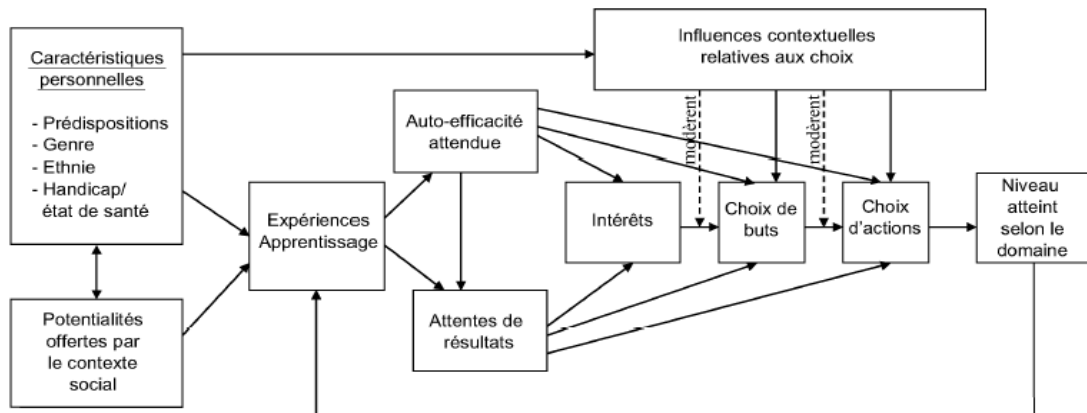 Caractéristiques
personnelles
- Prédispositions
- Genre
- Ethnie
- Handicap/
état de santé
Potentialités
offertes par
le contexte
social
Expériences
Apprentissage
Auto-efficacité
attendue
Attentes de
résultats
Influences contextuelles
relatives aux choix
modèrent
modèrent
Intérêts
Choix de
buts
Choix
d'actions
Niveau
atteint
selon le
domaine